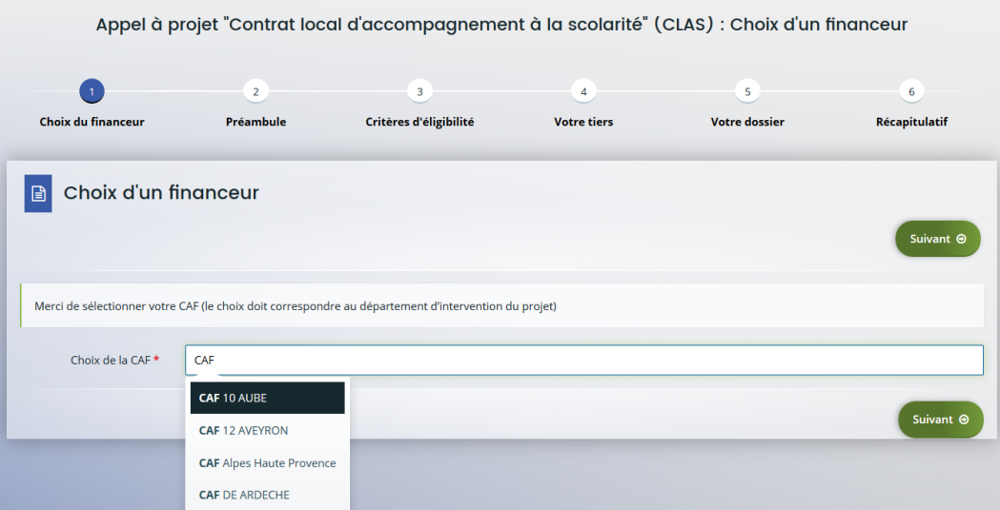 Appel à projet "Contrat local d'accompagnement à la scolarité" (CLAS) : Choix d'un financeur
1 2 3 4 5 6
Choix du financeur Préambule Critères d'éligibilité Votre tiers Votre dossier Récapitulatif
Choix d'un financeur
Suivant
Merci de sélectionner votre CAF (le choix doit correspondre au département d'intervention du projet)
Choix de la CAF * CAF
CAF 10 AUBE
Suivant
CAF 12 AVEYRON
CAF Alpes Haute Provence
CAF DE ARDECHE